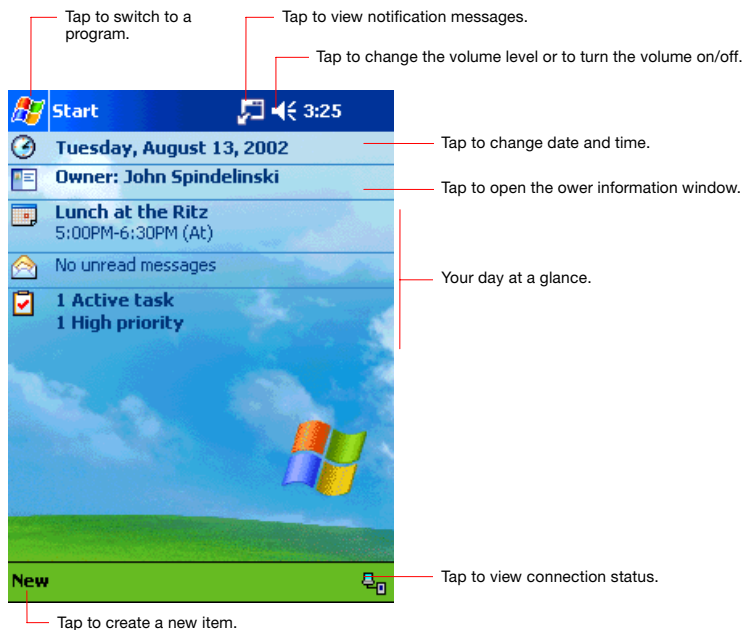 Tap to switch to a
program.
Tap to view notification messages.
Tap to change the volume level or to turn the volume on/off.
Start
3:25
Tuesday, August 13, 2002
Tap to change date and time.
Owner: John Spindelinski
Tap to open the ower information window.
Lunch at the Ritz
5:00PM-6:30PM (At)
No unread messages
Your day at a glance.
1 Active task
1 High priority
New
Tap to view connection status.
Tap to create a new item.